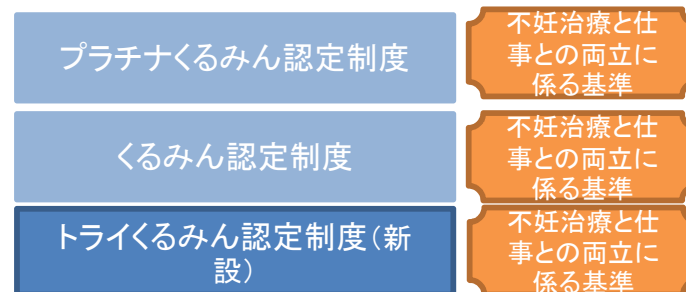 プラチナくるみん認定制度
不妊治療と仕
事との両立に
係る基準
くるみん認定制度
不妊治療と仕
事との両立に
係る基準
トライくるみん認定制度(新
設)
不妊治療と仕
事との両立に
係る基準